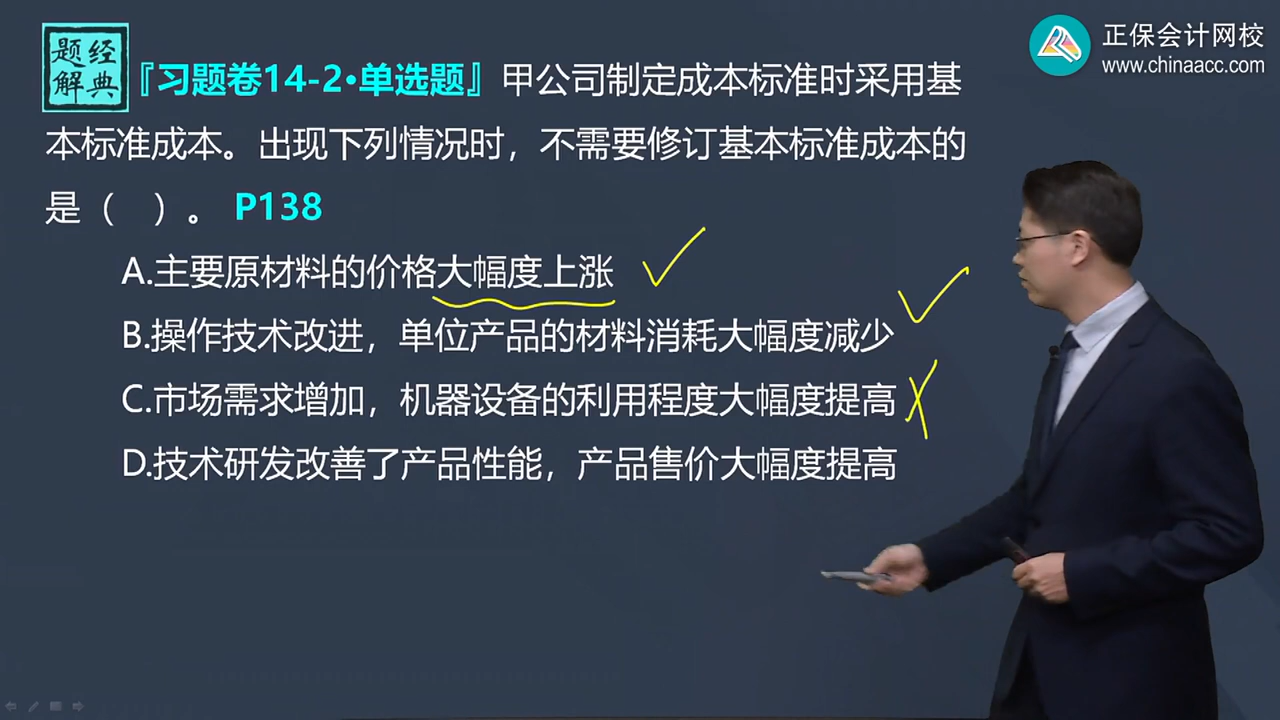 正保会计网校
www.chinaacc.com
经典
题解
『习题卷14-2•单选题』甲公司制定成本标准时采用基
本标准成本。出现下列情况时，不需要修订基本标准成本的
是（ ）。 P138
A.主要原材料的价格大幅度上涨
B.操作技术改进，单位产品的材料消耗大幅度减少
C.市场需求增加，机器设备的利用程度大幅度提高
D.技术研发改善了产品性能，产品售价大幅度提高